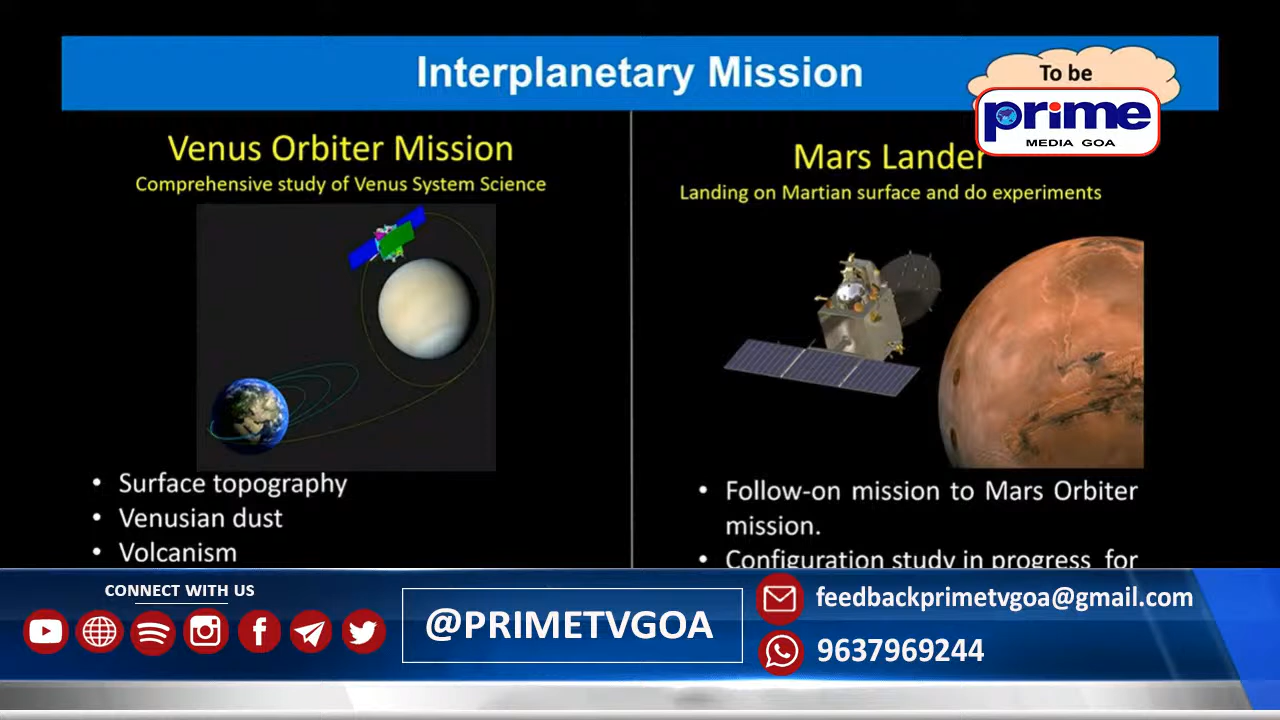 Interplanetary Mission
To be
prime
MEDIA GOA
Venus Orbiter Mission
Comprehensive study of Venus System Science
• Surface topography
• Venusian dust
• Volcanism
Mars Lander
Landing on Martian surface and do experiments
• Follow-on mission to Mars Orbiter
mission.
• Configuration study in progress for
CONNECT WITH US
@PRIMETVGOA
feedbackprimetvgoa@gmail.com
9637969244